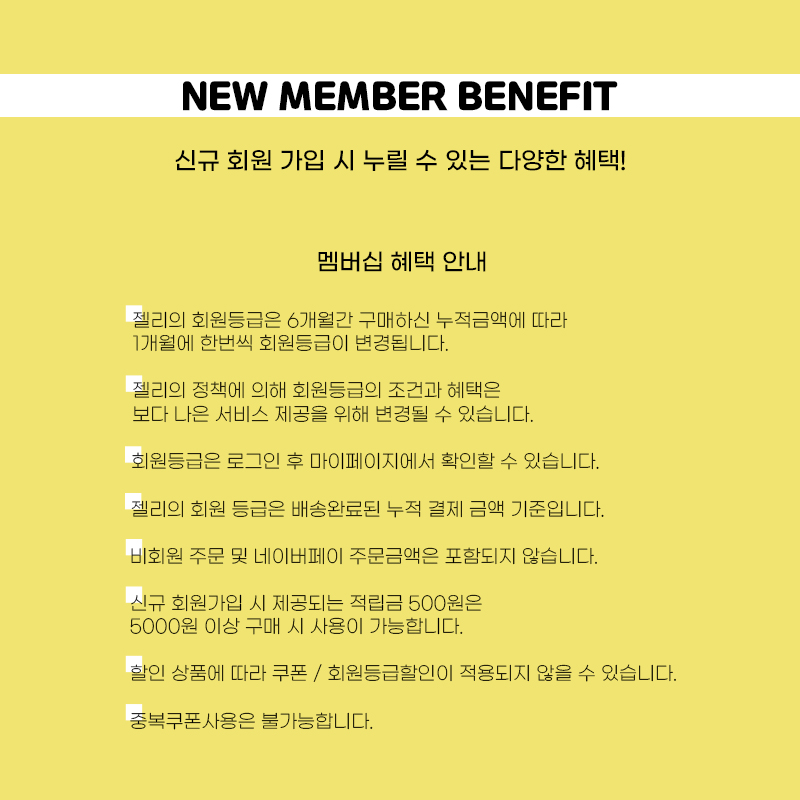 NEW MEMBER BENEFIT
신규 회원 가입 시 누릴 수 있는 다양한 혜택!
멤버십 혜택 안내
젤리의 회원등급은 6개월간 구매하신 누적금액에 따라
1개월에 한번씩 회원등급이 변경됩니다.
젤리의 정책에 의해 회원등급의 조건과 혜택은
보다 나은 서비스 제공을 위해 변경될 수 있습니다.
회원등급은 로그인 후 마이페이지에서 확인할 수 있습니다.
젤리의 회원 등급은 배송완료된 누적 결제 금액 기준입니다.
비회원 주문 및 네이버페이 주문금액은 포함되지 않습니다.
신규 회원가입 시 제공되는 적립금 500원은
5000원 이상 구매 시 사용이 가능합니다.
할인 상품에 따라 쿠폰 / 회원등급할인이 적용되지 않을 수 있습니다.
중복쿠폰사용은 불가능합니다.